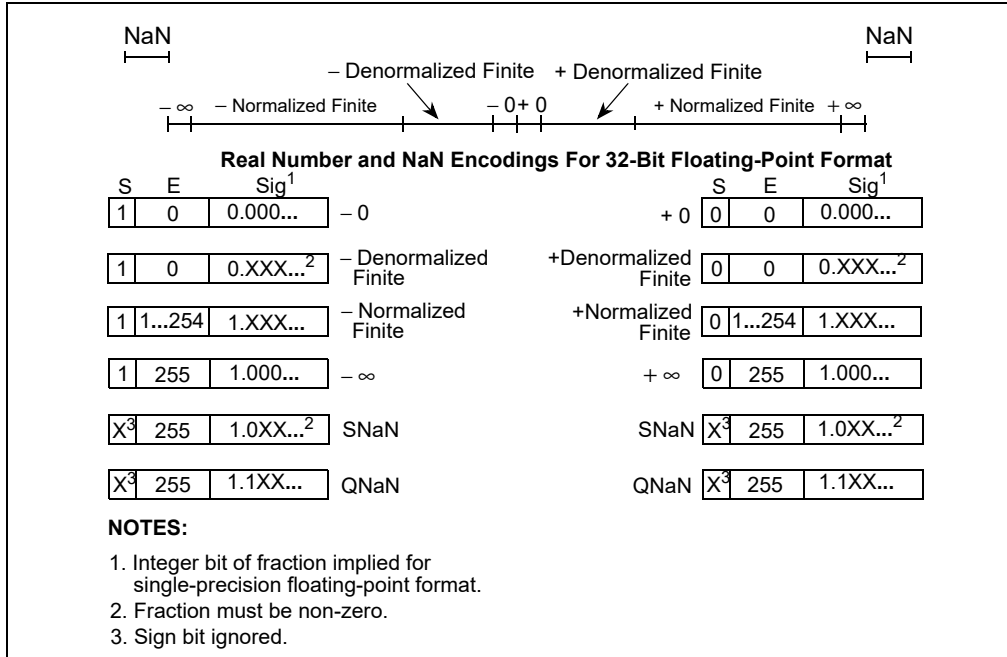 NaN NaN
– Denormalized Finite + Denormalized Finite
– ∞ – Normalized Finite – 0+ 0 + Normalized Finite + ∞
Real Number and NaN Encodings For 32-Bit Floating-Point Format
S E Sig1 S E Sig1
1 0 0.000... – 0 + 0 0 0 0.000...
1 0 0.XXX...2 – Denormalized Finite +Denormalized Finite 0 0 0.XXX...2
1 1...254 1.XXX... – Normalized Finite +Normalized Finite 0 1...254 1.XXX...
1 255 1.000... – ∞ + ∞ 0 255 1.000...
X3 255 1.0XX...2 SNaN SNaN X3 255 1.0XX...2
X3 255 1.1XX... QNaN QNaN X3 255 1.1XX...
NOTES:
1. Integer bit of fraction implied for
single-precision floating-point format.
2. Fraction must be non-zero.
3. Sign bit ignored.